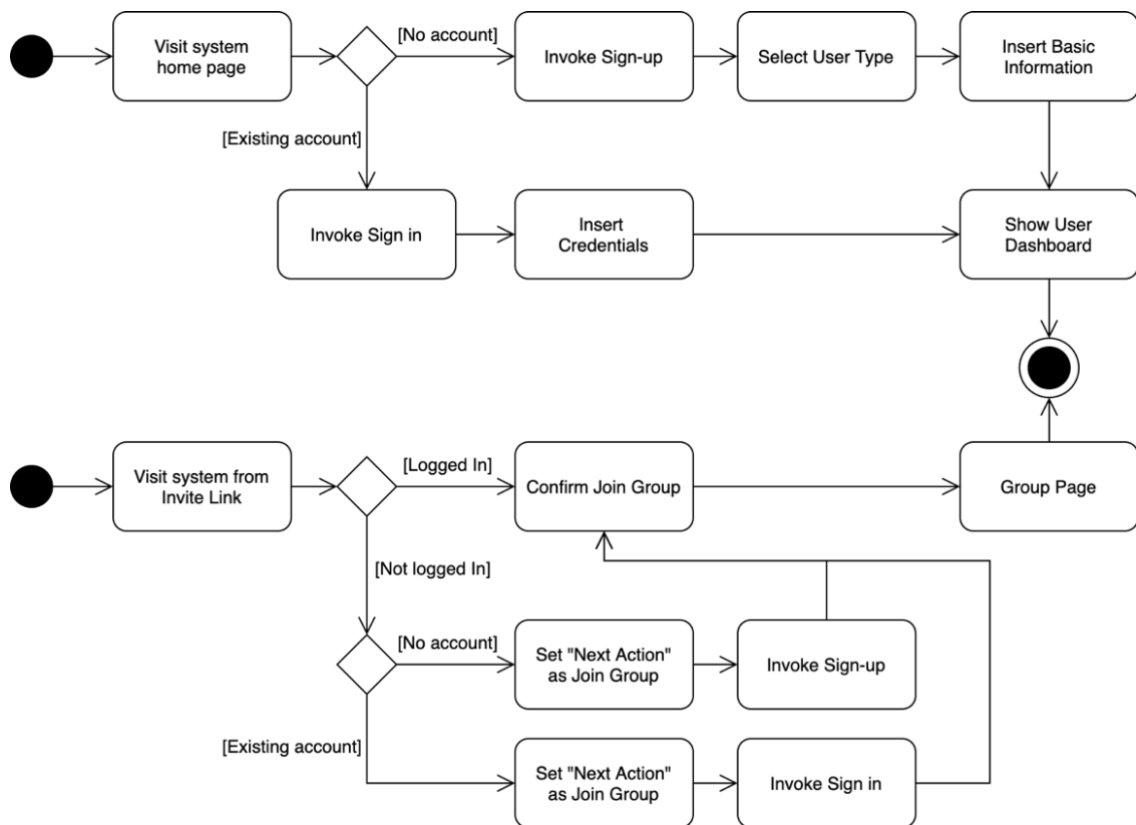 Visit system
home page
[No account]
Invoke Sign-up
Select User Type
Insert Basic
Information
[Existing account]
Invoke Sign in
Insert
Credentials
Show User
Dashboard
Visit system from
Invite Link
[Logged In]
Confirm Join Group
Group Page
[Not logged In]
[No account]
Set "Next Action"
as Join Group
Invoke Sign-up
[Existing account]
Set "Next Action"
as Join Group
Invoke Sign in